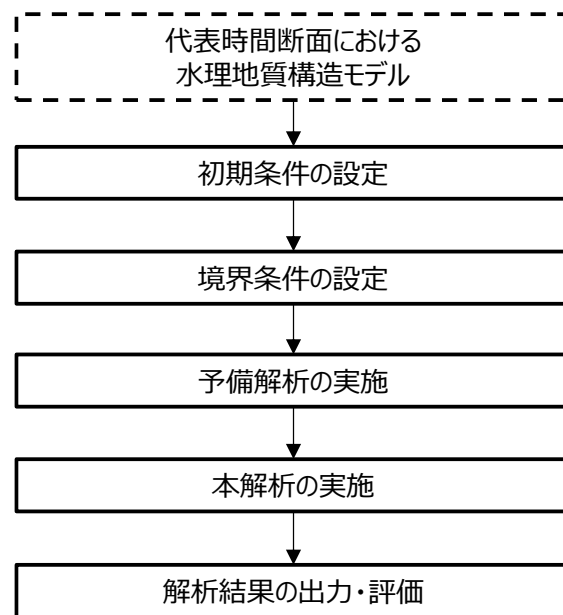 代表時間断面における
水理地質構造モデル
初期条件の設定
境界条件の設定
予備解析の実施
本解析の実施
解析結果の出力・評価